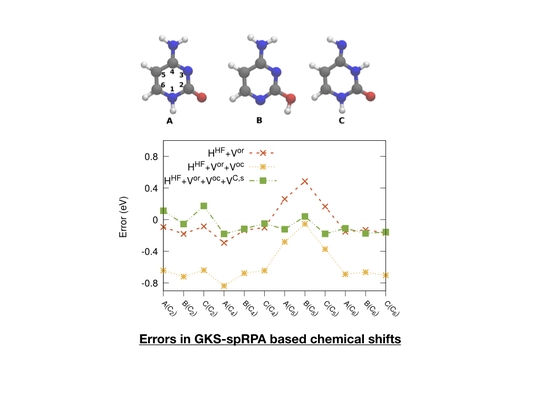 4
5 3
6 2
1
A B C
H^HF+V^or
H^HF+V^or+V^oc
H^HF+V^or+V^oc+V^C,s
0.8
0.4
0
-0.4
-0.8
Error (eV)
A(C₂) B(C₂) C(C₂) A(C₄) B(C₄) C(C₄) A(C₅) B(C₅) C(C₅) A(C₆) B(C₆) C(C₆)
Errors in GKS-spRPA based chemical shifts